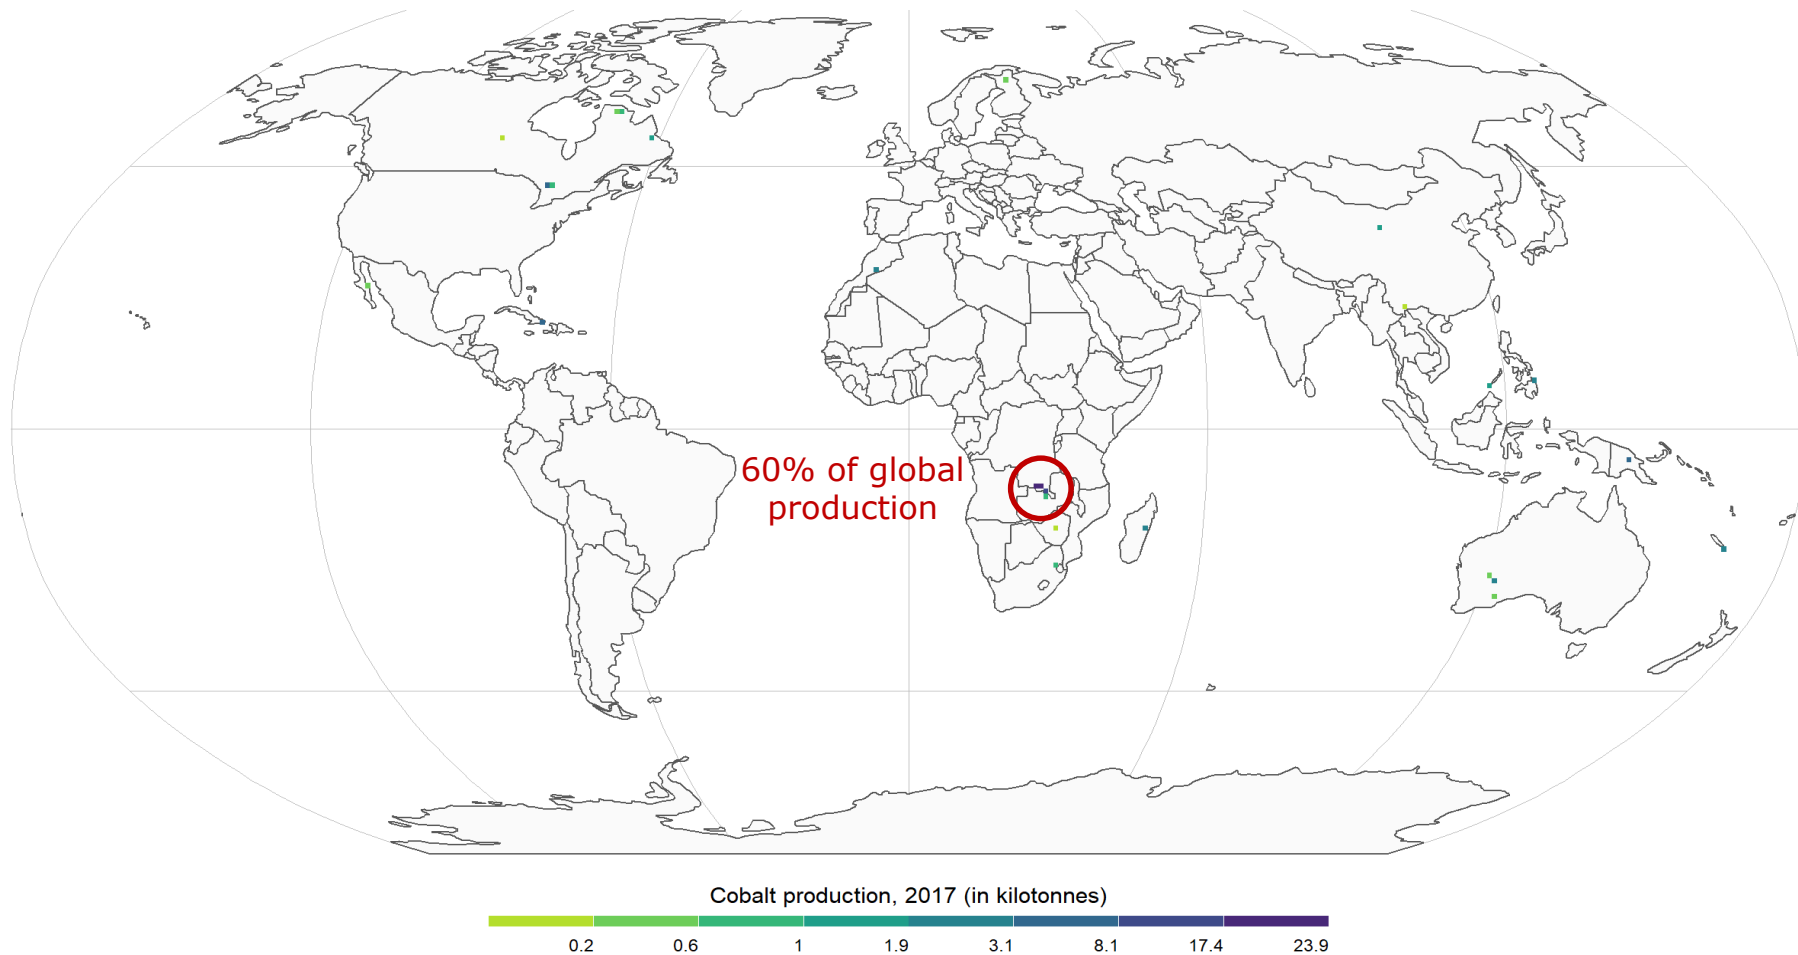 60% of global
production
Cobalt production, 2017 (in kilotonnes)
0.2 0.6 1 1.9 3.1 8.1 17.4 23.9